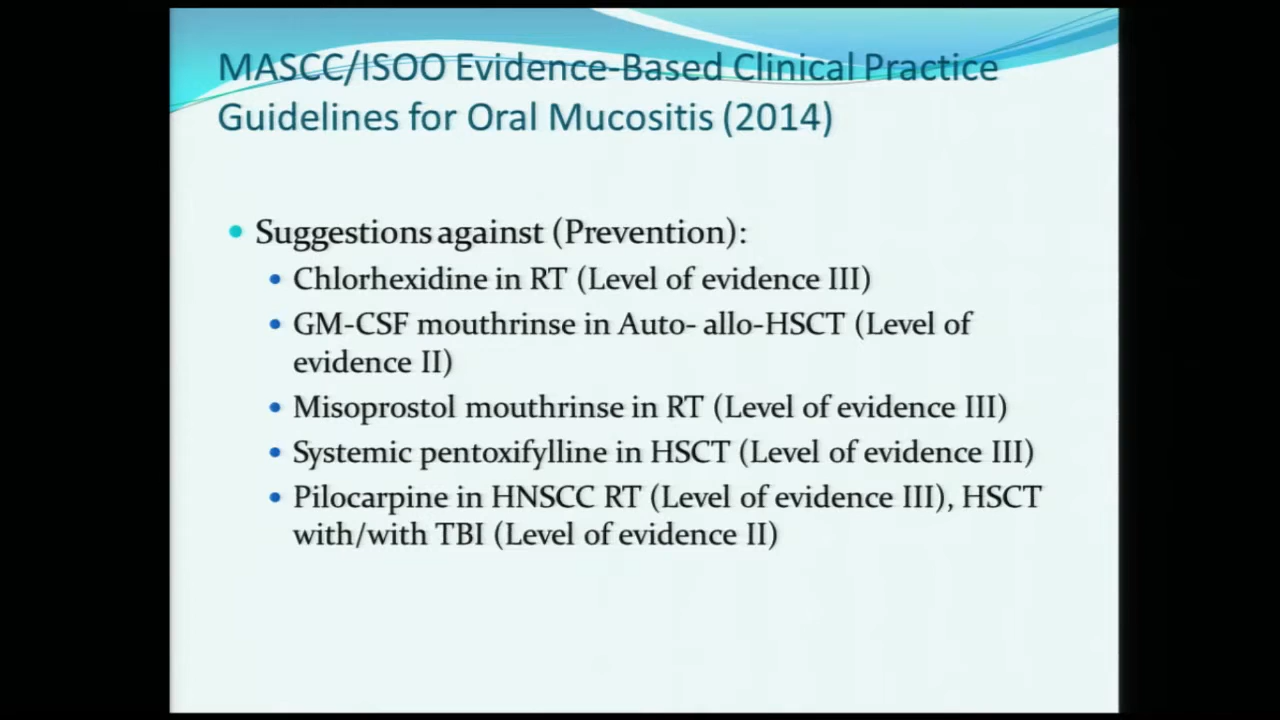 MASCC/ISOO Evidence-Based Clinical Practice
Guidelines for Oral Mucositis (2014)
• Suggestions against (Prevention):
• Chlorhexidine in RT (Level of evidence III)
• GM-CSF mouthrinse in Auto- allo-HSCT (Level of
evidence II)
• Misoprostol mouthrinse in RT (Level of evidence III)
• Systemic pentoxifylline in HSCT (Level of evidence III)
• Pilocarpine in HNSCC RT (Level of evidence III), HSCT
with/with TBI (Level of evidence II)